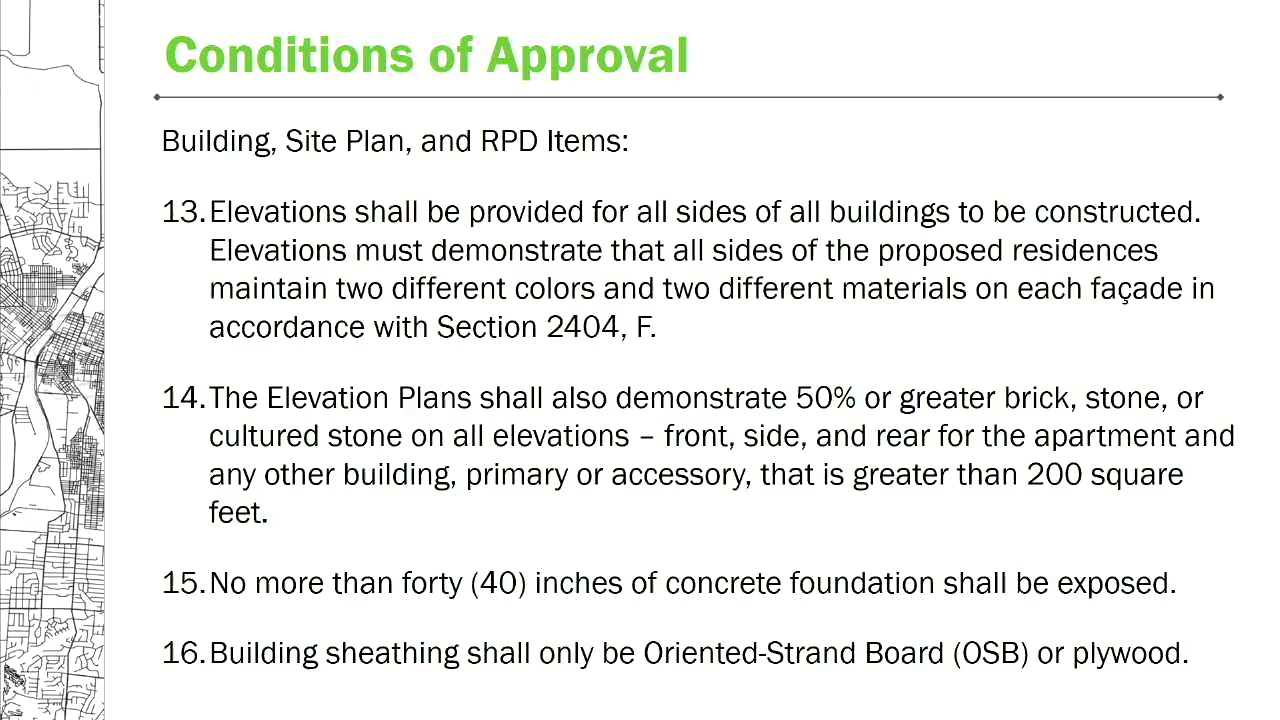 Conditions of Approval
Building, Site Plan, and RPD Items:
13. Elevations shall be provided for all sides of all buildings to be constructed.
Elevations must demonstrate that all sides of the proposed residences
maintain two different colors and two different materials on each façade in
accordance with Section 2404, F.
14. The Elevation Plans shall also demonstrate 50% or greater brick, stone, or
cultured stone on all elevations – front, side, and rear for the apartment and
any other building, primary or accessory, that is greater than 200 square
feet.
15. No more than forty (40) inches of concrete foundation shall be exposed.
16. Building sheathing shall only be Oriented-Strand Board (OSB) or plywood.